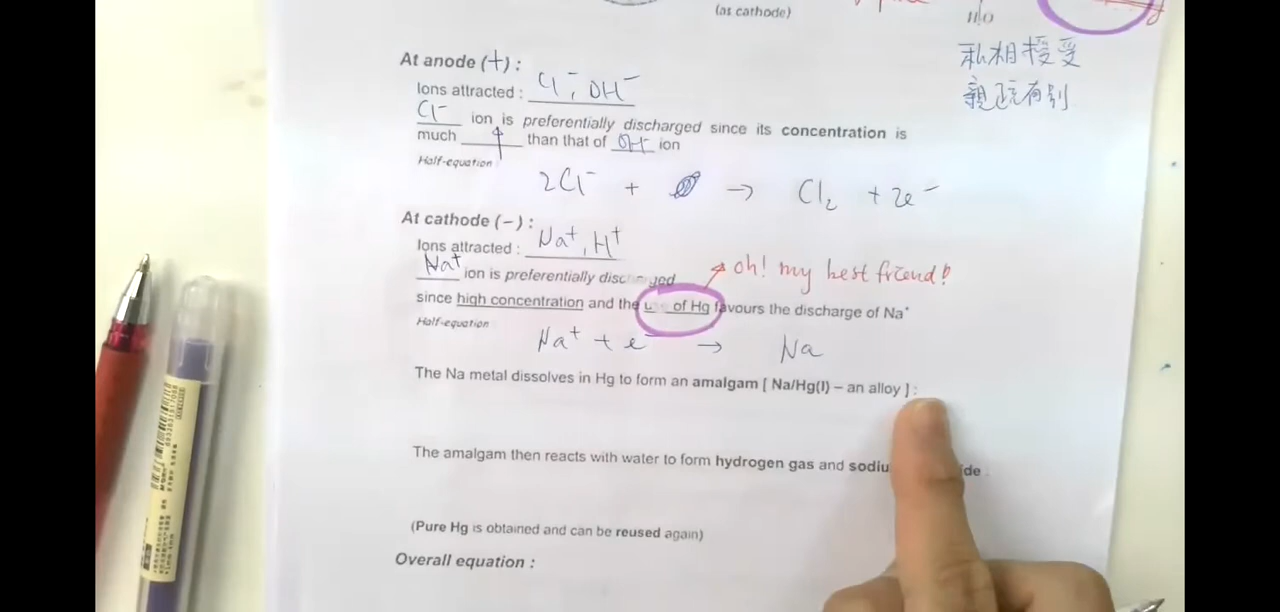 (as cathode)
私相授受
親疏有別
At anode (+) :
Ions attracted : Cl⁻, OH⁻
Cl⁻ ion is preferentially discharged since its concentration is
much ↑ than that of OH⁻ ion
Half-equation
2Cl⁻ + → Cl₂ + 2e⁻
At cathode (−) :
Ions attracted : Na⁺, H⁺
Na⁺ ion is preferentially discharged
oh! my best friend!
since high concentration and the use of Hg favours the discharge of Na⁺
Half-equation
Na⁺ + e⁻ → Na
The Na metal dissolves in Hg to form an amalgam [ Na/Hg(l) – an alloy ] :
The amalgam then reacts with water to form hydrogen gas and sodiu de .
(Pure Hg is obtained and can be reused again)
Overall equation :